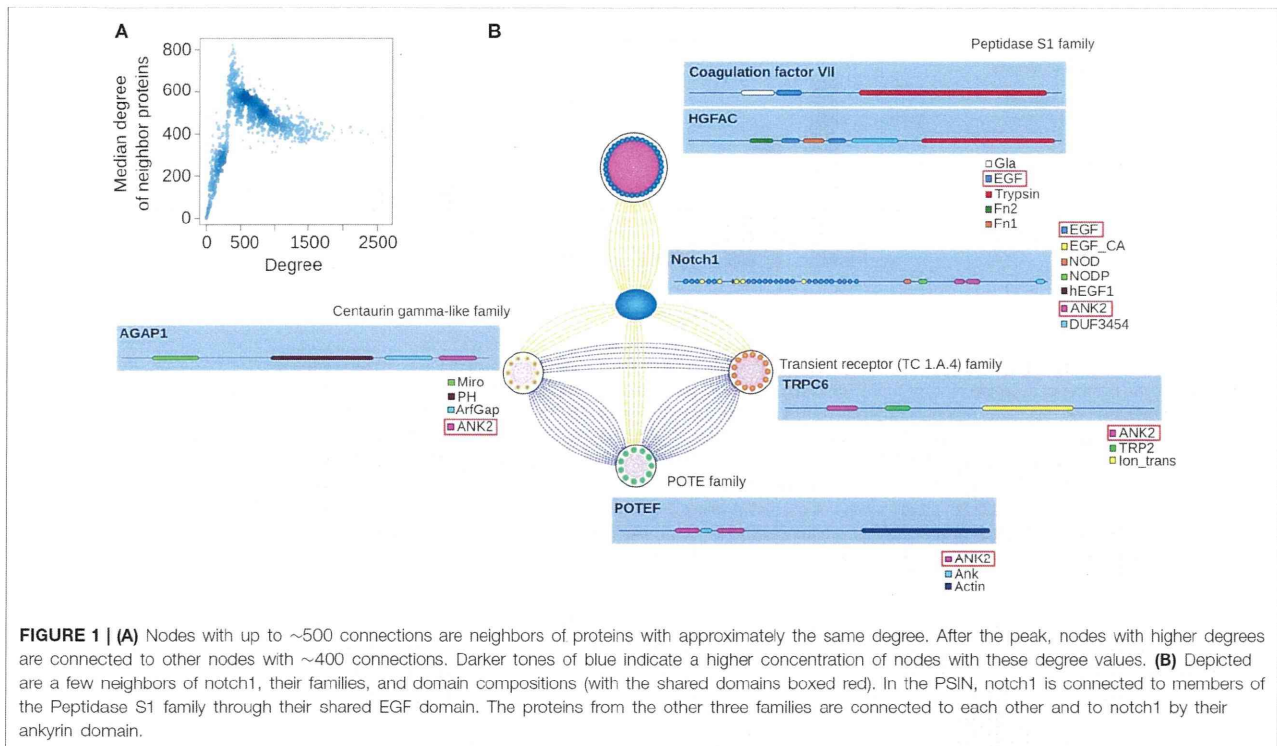 A
B
800
600
400
200
0
Median degree
of neighbor proteins
0 500 1500 2500
Degree
Peptidase S1 family
Coagulation factor VII
HGFAC
Gla
EGF
Trypsin
Fn2
Fn1
Notch1
EGF
EGF_CA
NOD
NODP
hEGF1
ANK2
DUF3454
Centaurin gamma-like family
AGAP1
Miro
PH
ArfGap
ANK2
Transient receptor (TC 1.A.4) family
TRPC6
ANK2
TRP2
Ion_trans
POTE family
POTEF
ANK2
Ank
Actin
FIGURE 1 | (A) Nodes with up to ~500 connections are neighbors of proteins with approximately the same degree. After the peak, nodes with higher degrees
are connected to other nodes with ~400 connections. Darker tones of blue indicate a higher concentration of nodes with these degree values. (B) Depicted
are a few neighbors of notch1, their families, and domain compositions (with the shared domains boxed red). In the PSIN, notch1 is connected to members of
the Peptidase S1 family through their shared EGF domain. The proteins from the other three families are connected to each other and to notch1 by their
ankyrin domain.